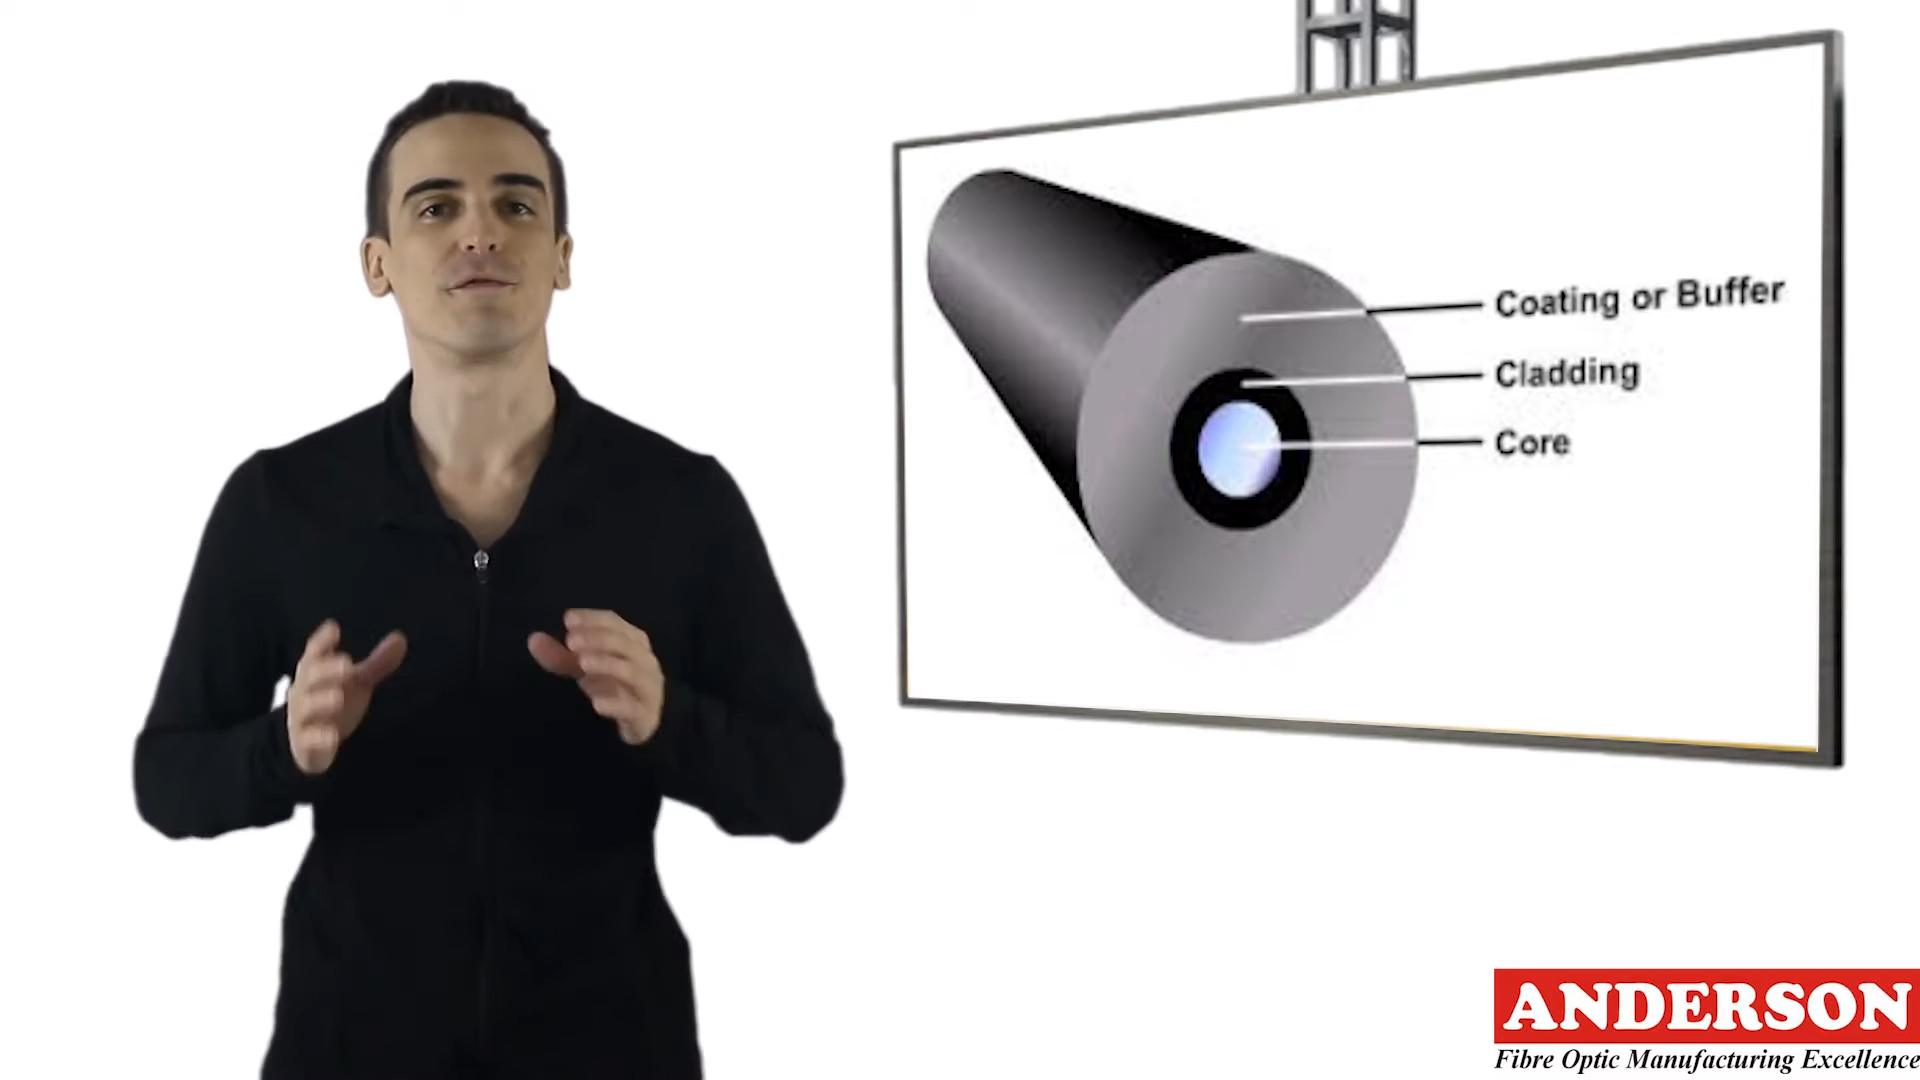 Coating or Buffer
Cladding
Core
ANDERSON
Fibre Optic Manufacturing Excellence